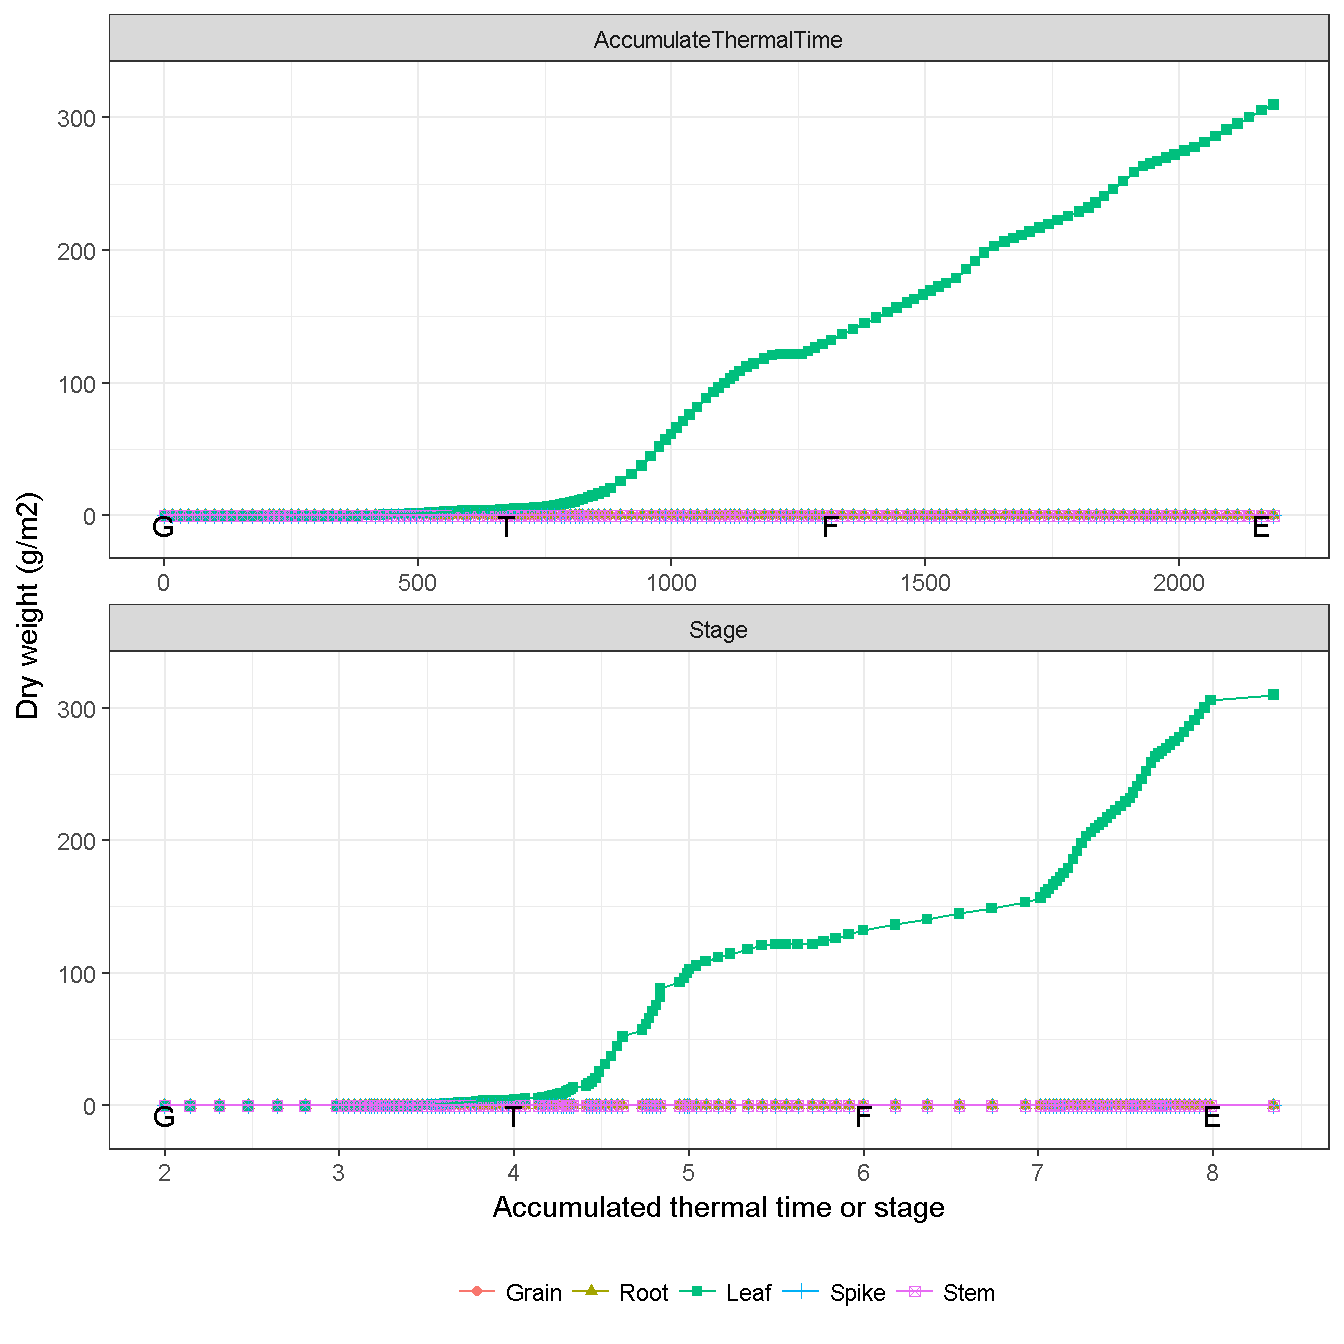 AccumulateThermalTime
300
200
100
0
G T F E
0 500 1000 1500 2000
Stage
300
200
100
0
G T F E
2 3 4 5 6 7 8
Dry weight (g/m2)
Accumulated thermal time or stage
Grain Root Leaf Spike Stem